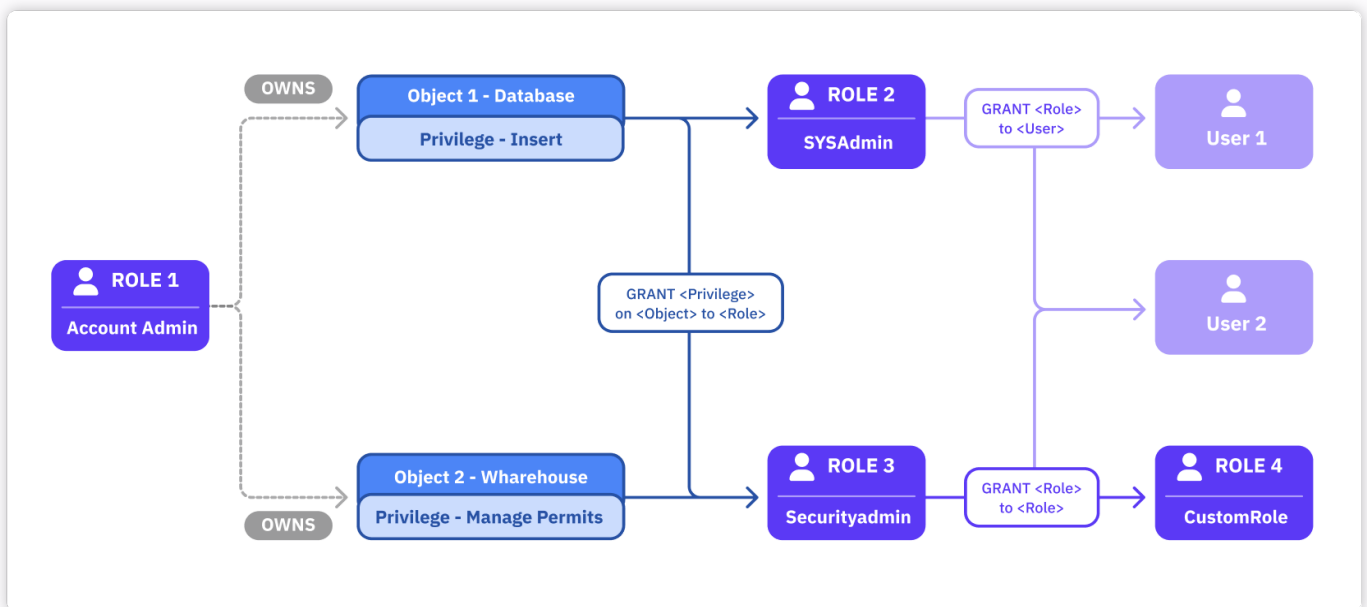 OWNS
Object 1 - Database
Privilege - Insert
ROLE 2
SYSAdmin
GRANT <Role>
to <User>
User 1
ROLE 1
Account Admin
GRANT <Privilege>
on <Object> to <Role>
User 2
Object 2 - Wharehouse
Privilege - Manage Permits
OWNS
ROLE 3
Securityadmin
GRANT <Role>
to <Role>
ROLE 4
CustomRole